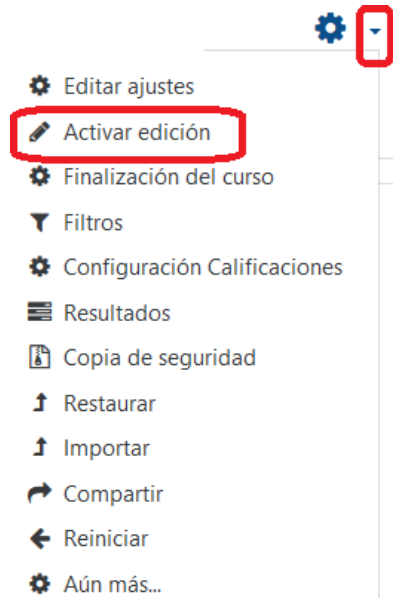 Editar ajustes
Activar edición
Finalización del curso
Filtros
Configuración Calificaciones
Resultados
Copia de seguridad
Restaurar
Importar
Compartir
Reiniciar
Aún más...